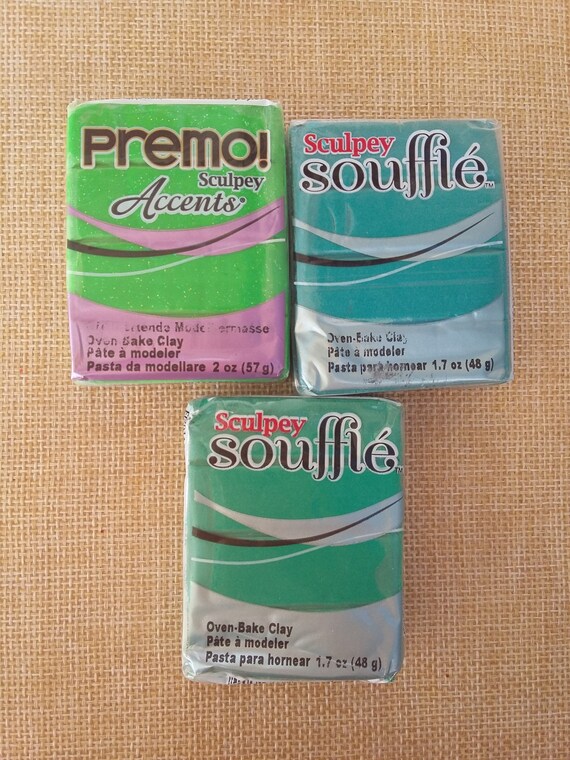 Premo!
Sculpey
Accents
Oven-Bake Clay
Pâte à modeler
Pasta da modellare 2 oz (57 g)
Sculpey
soufflé™
Oven-Bake Clay
Pâte à modeler
Pasta para hornear 1.7 oz (48 g)
Sculpey
soufflé™
Oven-Bake Clay
Pâte à modeler
Pasta para hornear 1.7 oz (48 g)